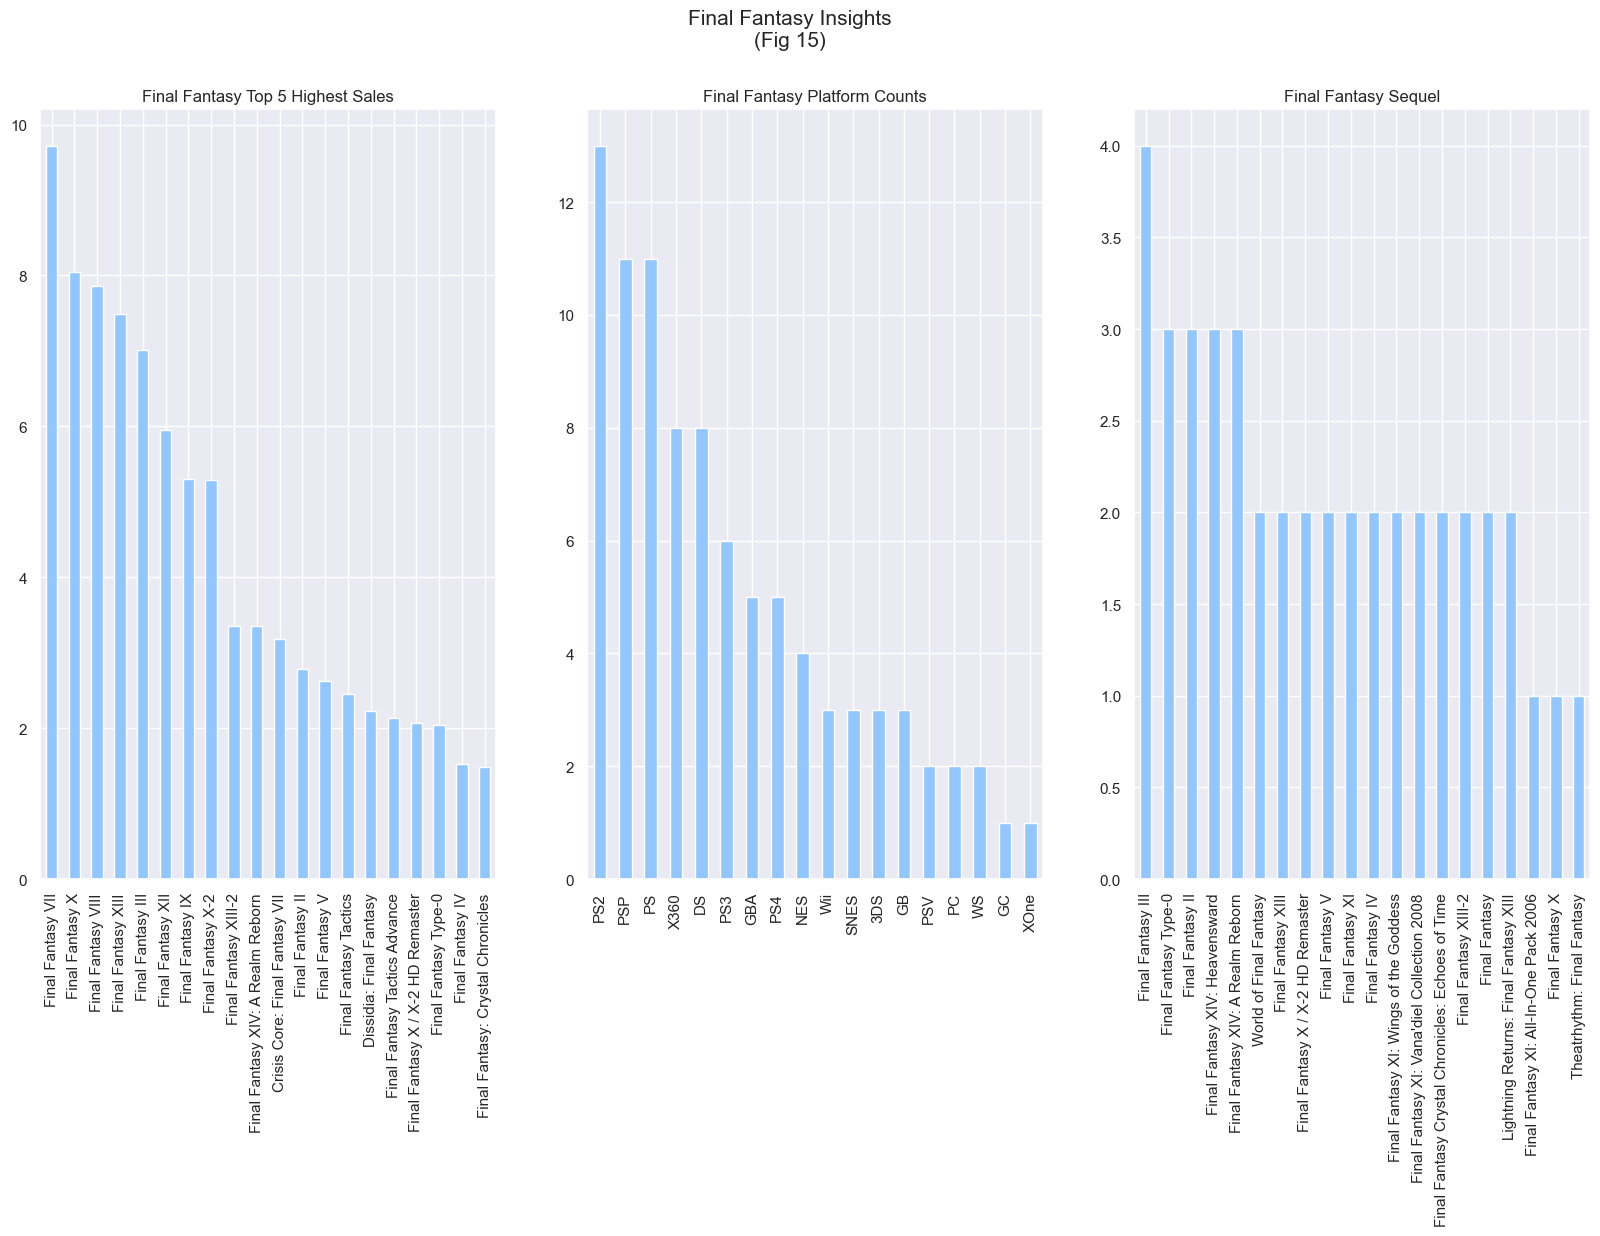 Final Fantasy Insights
(Fig 15)
Final Fantasy Top 5 Highest Sales
10
8
6
4
2
0
Final Fantasy VII
Final Fantasy X
Final Fantasy VIII
Final Fantasy XIII
Final Fantasy III
Final Fantasy XII
Final Fantasy IX
Final Fantasy X-2
Final Fantasy XIII-2
Final Fantasy XIV: A Realm Reborn
Crisis Core: Final Fantasy VII
Final Fantasy II
Final Fantasy V
Final Fantasy Tactics
Dissidia: Final Fantasy
Final Fantasy Tactics Advance
Final Fantasy X / X-2 HD Remaster
Final Fantasy Type-0
Final Fantasy IV
Final Fantasy: Crystal Chronicles
Final Fantasy Platform Counts
12
10
8
6
4
2
0
PS2
PSP
PS
X360
DS
PS3
GBA
PS4
NES
Wii
SNES
3DS
GB
PSV
PC
WS
GC
XOne
Final Fantasy Sequel
4.0
3.5
3.0
2.5
2.0
1.5
1.0
0.5
0.0
Final Fantasy III
Final Fantasy Type-0
Final Fantasy II
Final Fantasy XIV: Heavensward
Final Fantasy XIV: A Realm Reborn
World of Final Fantasy
Final Fantasy XIII
Final Fantasy X / X-2 HD Remaster
Final Fantasy V
Final Fantasy XI
Final Fantasy IV
Final Fantasy XI: Wings of the Goddess
Final Fantasy XI: Vana'diel Collection 2008
Final Fantasy Crystal Chronicles: Echoes of Time
Final Fantasy XIII-2
Final Fantasy
Lightning Returns: Final Fantasy XIII
Final Fantasy XI: All-In-One Pack 2006
Final Fantasy X
Theatrhythm: Final Fantasy